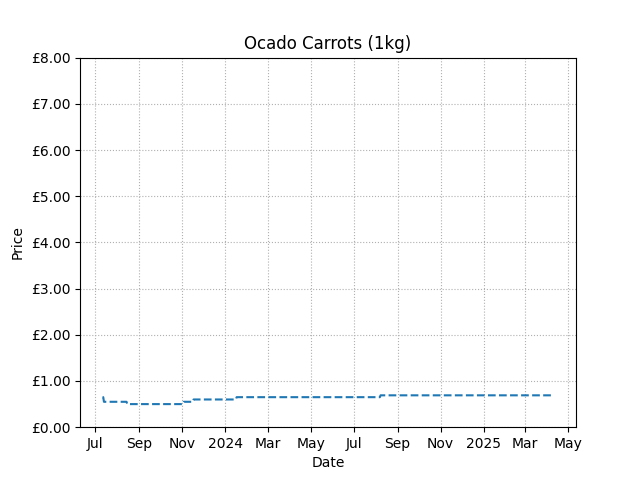 Ocado Carrots (1kg)
£8.00
£7.00
£6.00
£5.00
£4.00
£3.00
£2.00
£1.00
£0.00
Price
Jul Sep Nov 2024 Mar May Jul Sep Nov 2025 Mar May
Date